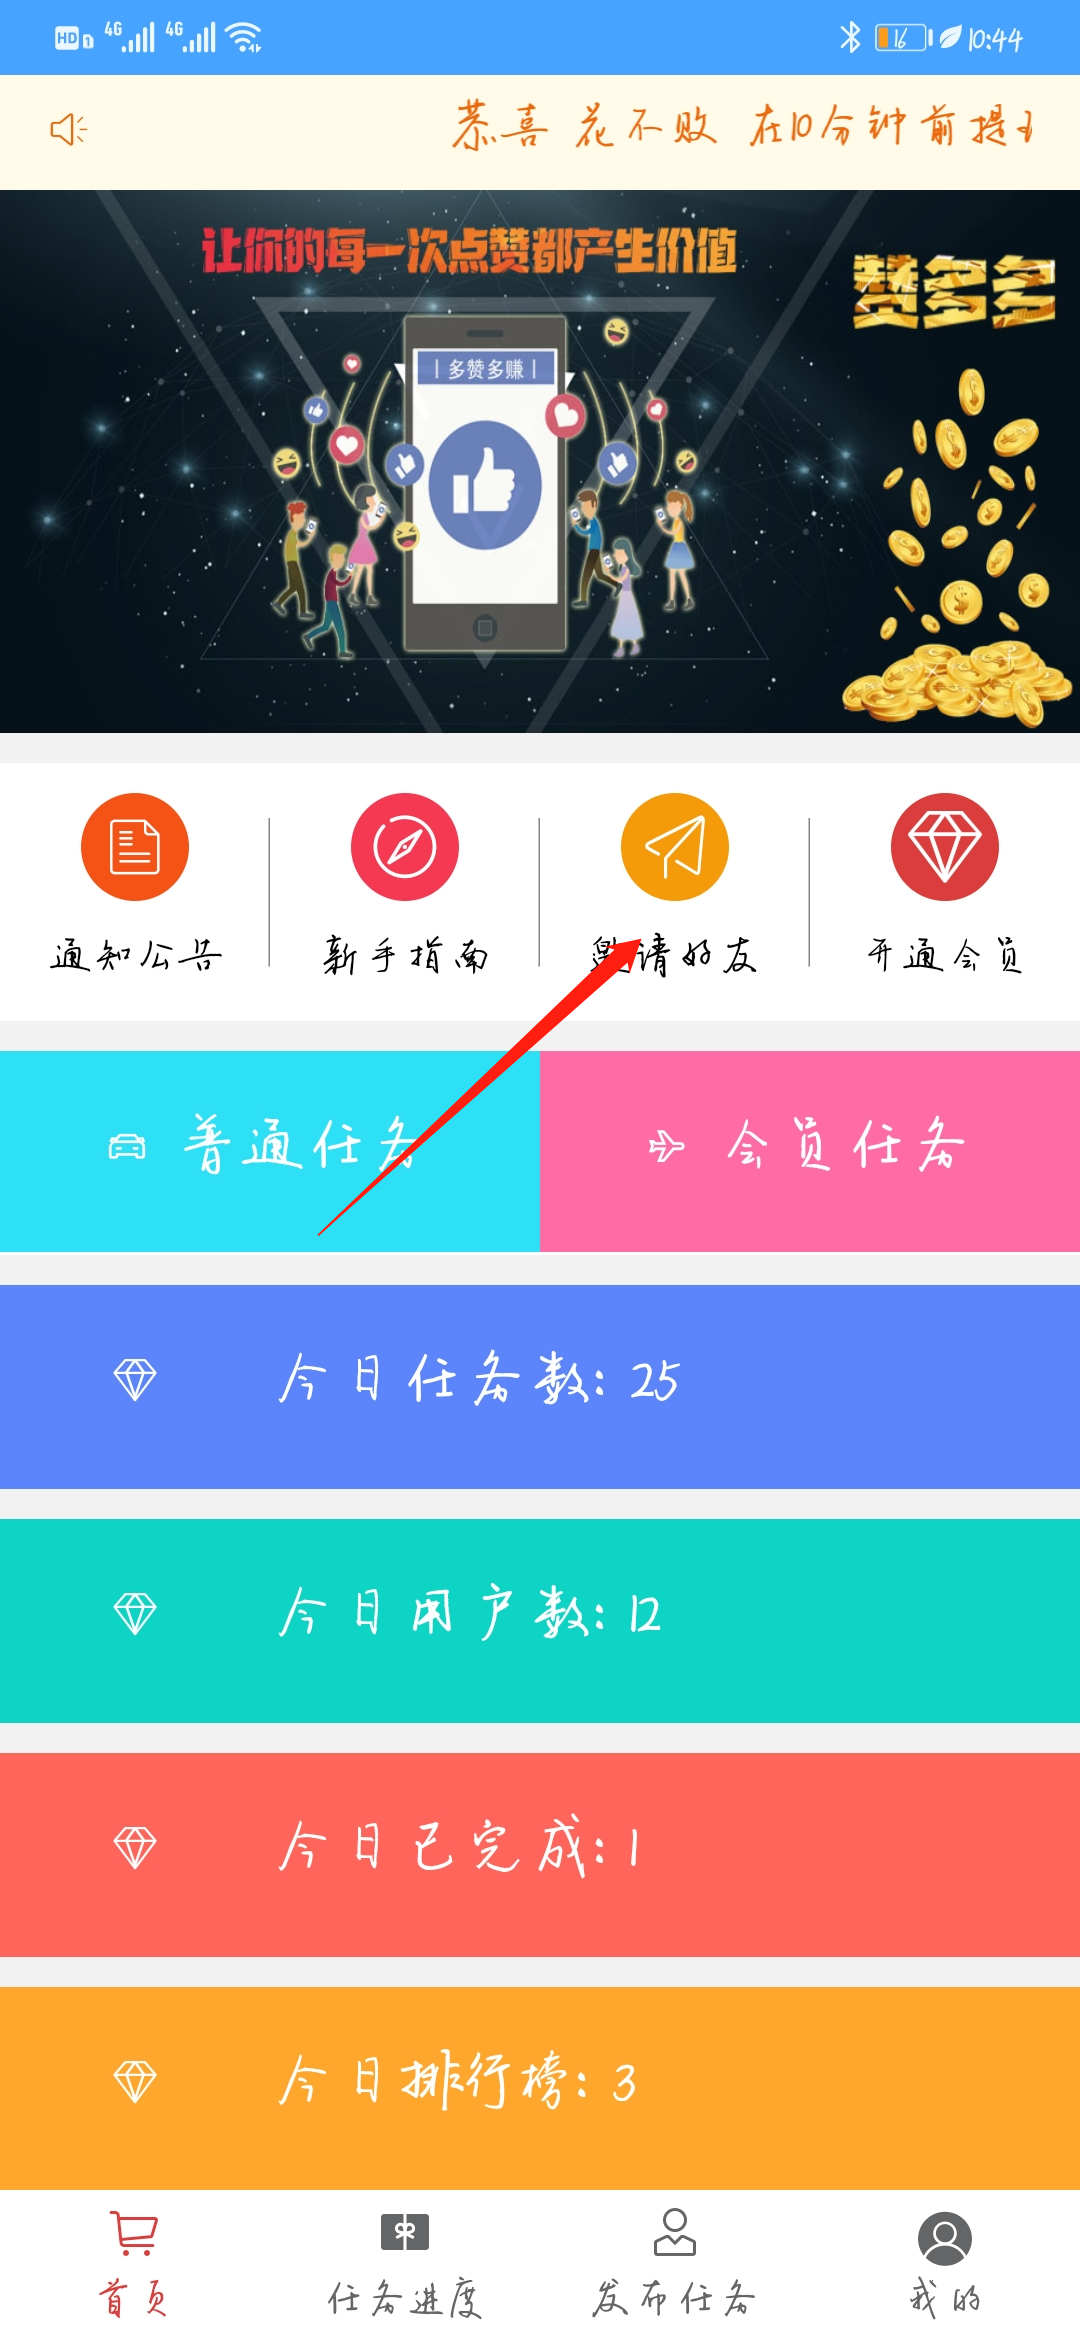 HD 1 4G 4G 16 10:44
恭喜 花不败 在10分钟前提
让你的每一次点赞都产生价值
赞多多
多赞多赚
通知公告 新手指南 邀请好友 开通会员
普通任务 会员任务
今日任务数: 25
今日用户数: 12
今日已完成: 1
今日排行榜: 3
首页 任务进度 发布任务 我的